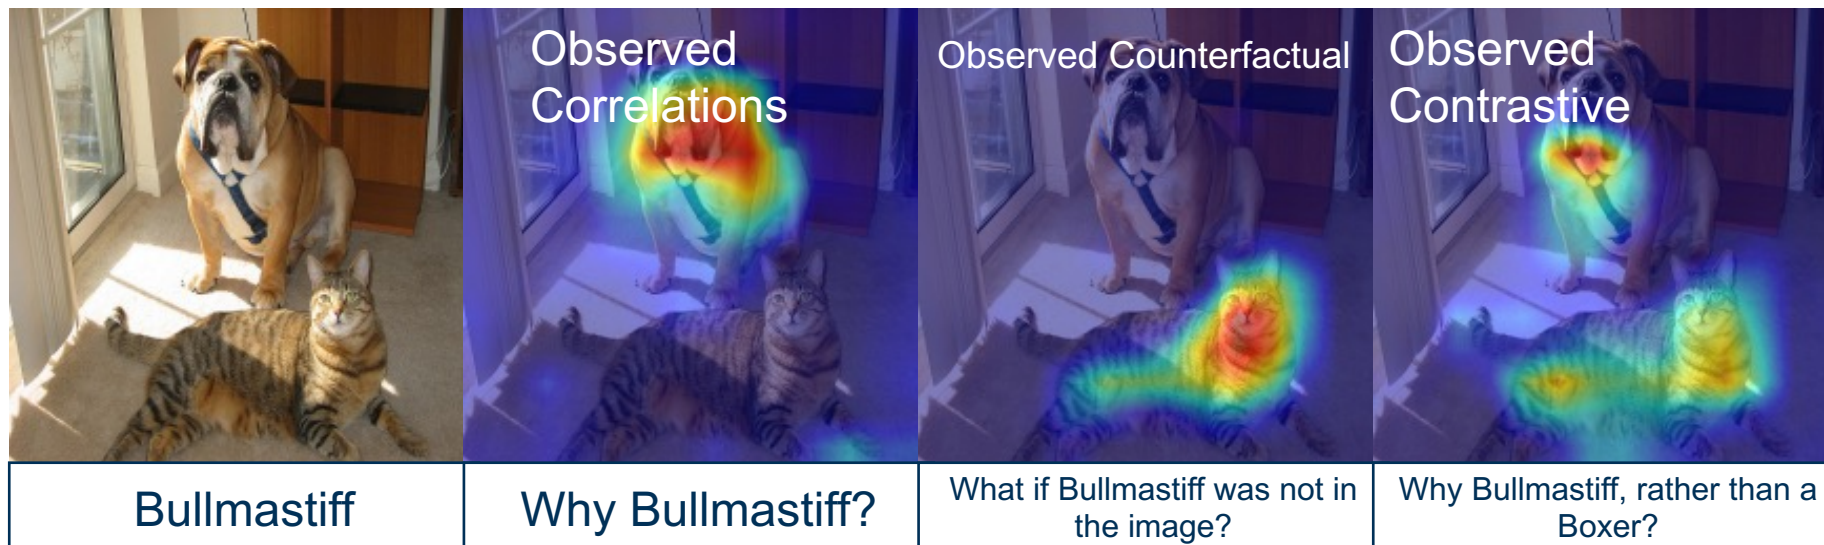 Observed
Correlations
Observed Counterfactual
Observed
Contrastive
Bullmastiff
Why Bullmastiff?
What if Bullmastiff was not in
the image?
Why Bullmastiff, rather than a
Boxer?